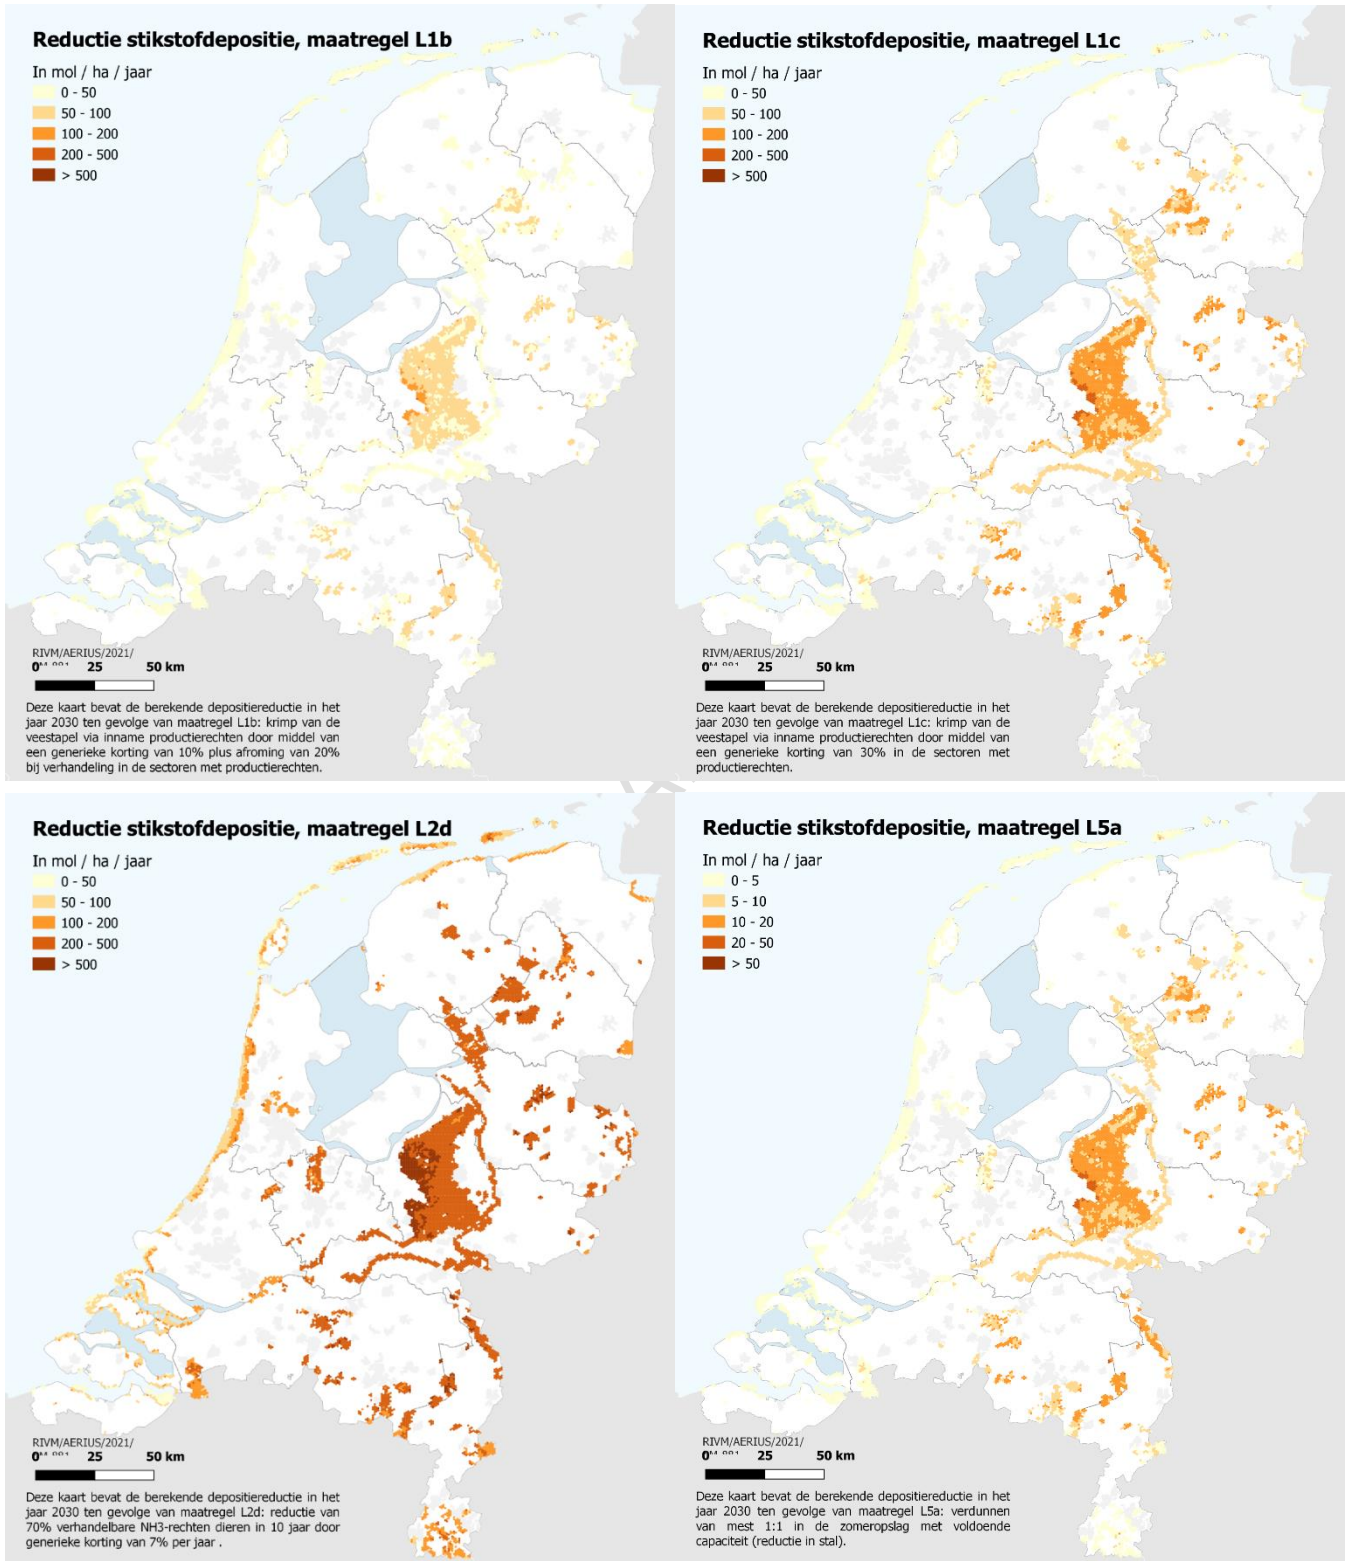 Reductie stikstofdepositie, maatregel L1b
In mol / ha / jaar
0 - 50
50 - 100
100 - 200
200 - 500
> 500
RIVM/AERIUS/2021/
0 25 50 km
Deze kaart bevat de berekende depositiereductie in het
jaar 2030 ten gevolge van maatregel L1b: krimp van de
veestapel via inname productierechten door middel van
een generieke korting van 10% plus afroming van 20%
bij verhandeling in de sectoren met productierechten.
Reductie stikstofdepositie, maatregel L1c
In mol / ha / jaar
0 - 50
50 - 100
100 - 200
200 - 500
> 500
RIVM/AERIUS/2021/
0 25 50 km
Deze kaart bevat de berekende depositiereductie in het
jaar 2030 ten gevolge van maatregel L1c: krimp van de
veestapel via inname productierechten door middel van
een generieke korting van 30% in de sectoren met
productierechten.
Reductie stikstofdepositie, maatregel L2d
In mol / ha / jaar
0 - 50
50 - 100
100 - 200
200 - 500
> 500
RIVM/AERIUS/2021/
0 25 50 km
Deze kaart bevat de berekende depositiereductie in het
jaar 2030 ten gevolge van maatregel L2d: reductie van
70% verhandelbare NH3-rechten dieren in 10 jaar door
generieke korting van 7% per jaar .
Reductie stikstofdepositie, maatregel L5a
In mol / ha / jaar
0 - 5
5 - 10
10 - 20
20 - 50
> 50
RIVM/AERIUS/2021/
0 25 50 km
Deze kaart bevat de berekende depositiereductie in het
jaar 2030 ten gevolge van maatregel L5a: verdunnen
van mest 1:1 in de zomeropslag met voldoende
capaciteit (reductie in stal).